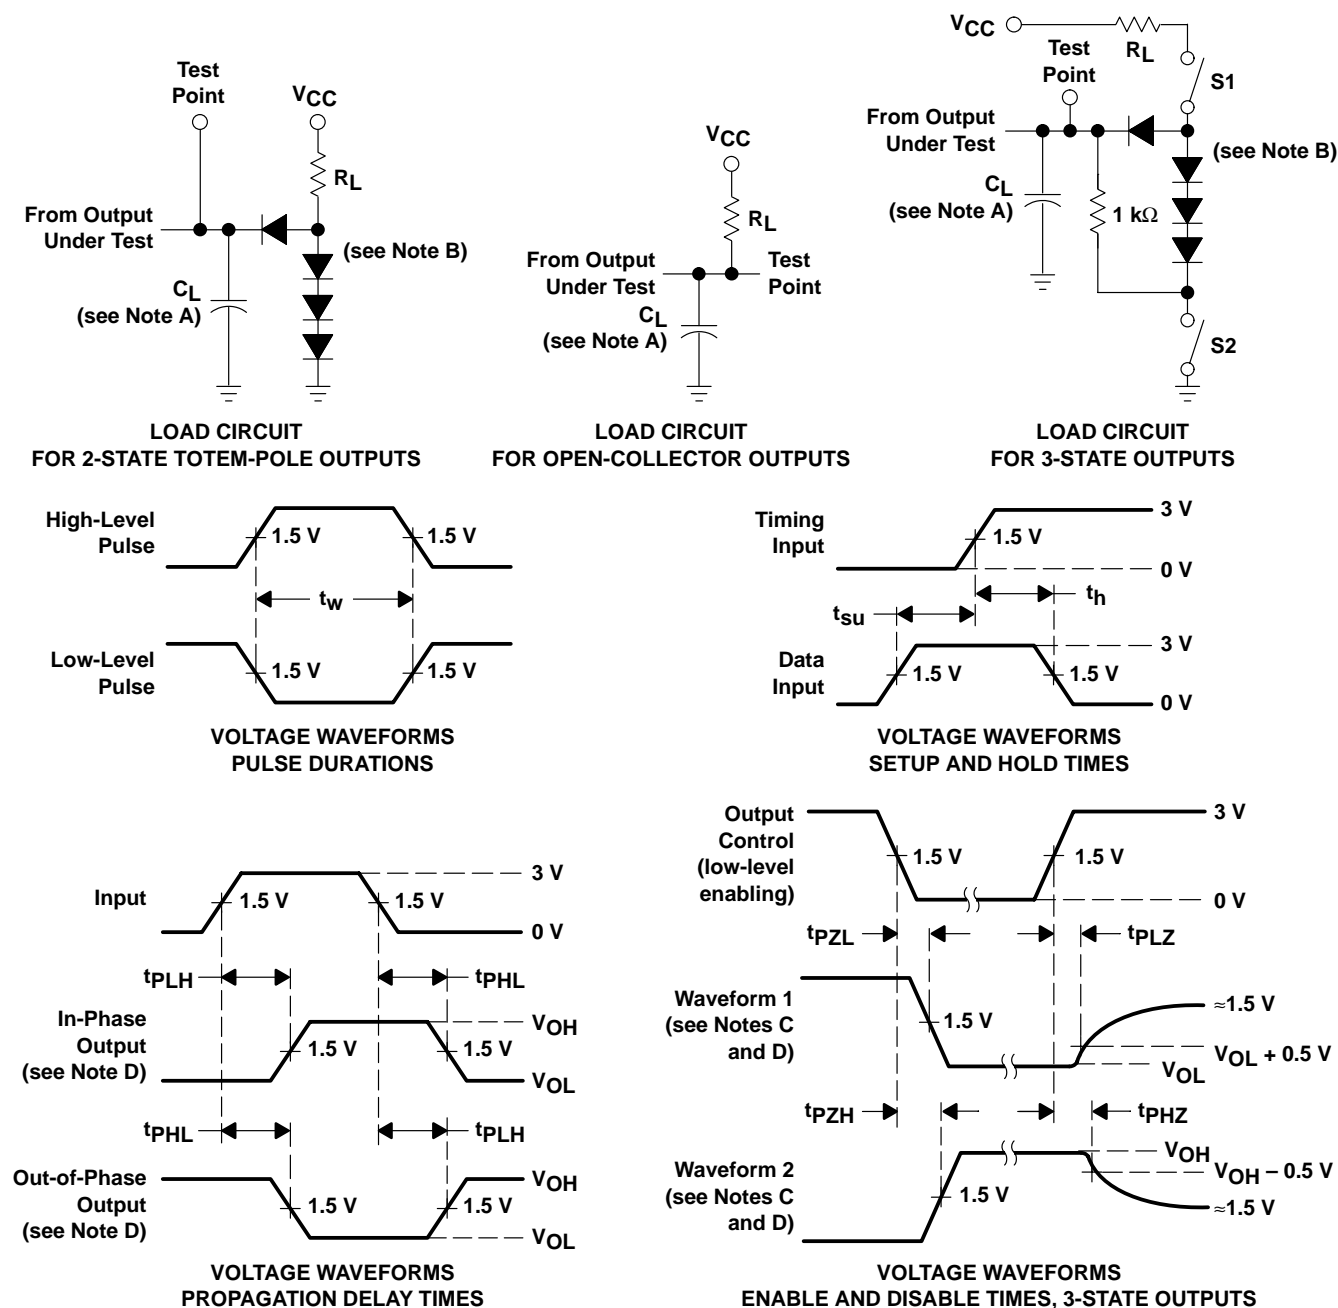 Test
Point
VCC
RL
From Output
Under Test
(see Note B)
CL
(see Note A)
LOAD CIRCUIT
FOR 2-STATE TOTEM-POLE OUTPUTS
VCC
RL
From Output
Under Test
Test
Point
CL
(see Note A)
LOAD CIRCUIT
FOR OPEN-COLLECTOR OUTPUTS
VCC
RL
Test
Point
S1
From Output
Under Test
(see Note B)
CL
(see Note A)
1 kΩ
S2
LOAD CIRCUIT
FOR 3-STATE OUTPUTS
High-Level
Pulse
1.5 V
1.5 V
tw
Low-Level
Pulse
1.5 V
1.5 V
VOLTAGE WAVEFORMS
PULSE DURATIONS
Timing
Input
1.5 V
3 V
0 V
th
tsu
Data
Input
1.5 V
1.5 V
3 V
0 V
VOLTAGE WAVEFORMS
SETUP AND HOLD TIMES
Input
1.5 V
1.5 V
3 V
0 V
tPLH
tPHL
In-Phase
Output
(see Note D)
1.5 V
1.5 V
VOH
VOL
tPHL
tPLH
Out-of-Phase
Output
(see Note D)
1.5 V
1.5 V
VOH
VOL
VOLTAGE WAVEFORMS
PROPAGATION DELAY TIMES
Output
Control
(low-level
enabling)
1.5 V
1.5 V
3 V
0 V
tPZL
tPLZ
Waveform 1
(see Notes C
and D)
1.5 V
≈1.5 V
VOL + 0.5 V
VOL
tPZH
tPHZ
Waveform 2
(see Notes C
and D)
1.5 V
VOH
VOH – 0.5 V
≈1.5 V
VOLTAGE WAVEFORMS
ENABLE AND DISABLE TIMES, 3-STATE OUTPUTS